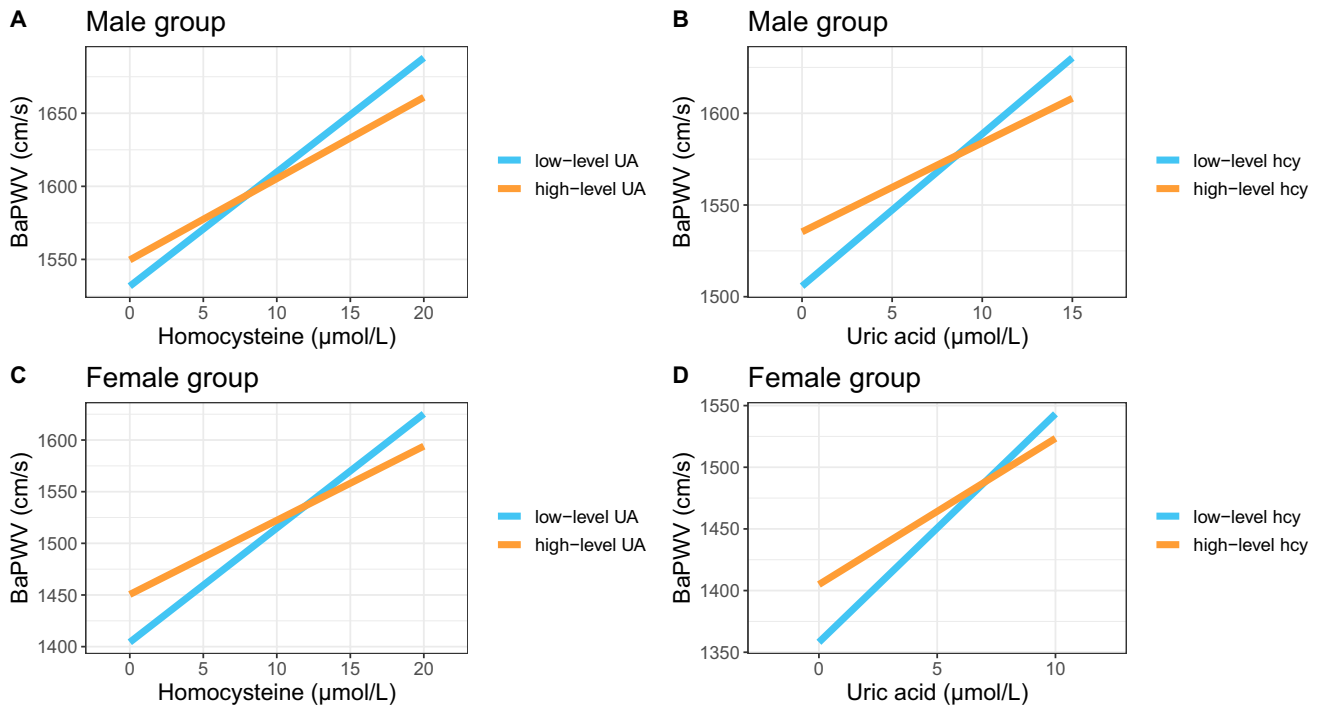 A Male group
BaPWV (cm/s)
1650
1600
1550
0 5 10 15 20
Homocysteine (μmol/L)
low−level UA
high−level UA
B Male group
BaPWV (cm/s)
1600
1550
1500
0 5 10 15
Uric acid (μmol/L)
low−level hcy
high−level hcy
C Female group
BaPWV (cm/s)
1600
1550
1500
1450
1400
0 5 10 15 20
Homocysteine (μmol/L)
low−level UA
high−level UA
D Female group
BaPWV (cm/s)
1550
1500
1450
1400
1350
0 5 10
Uric acid (μmol/L)
low−level hcy
high−level hcy